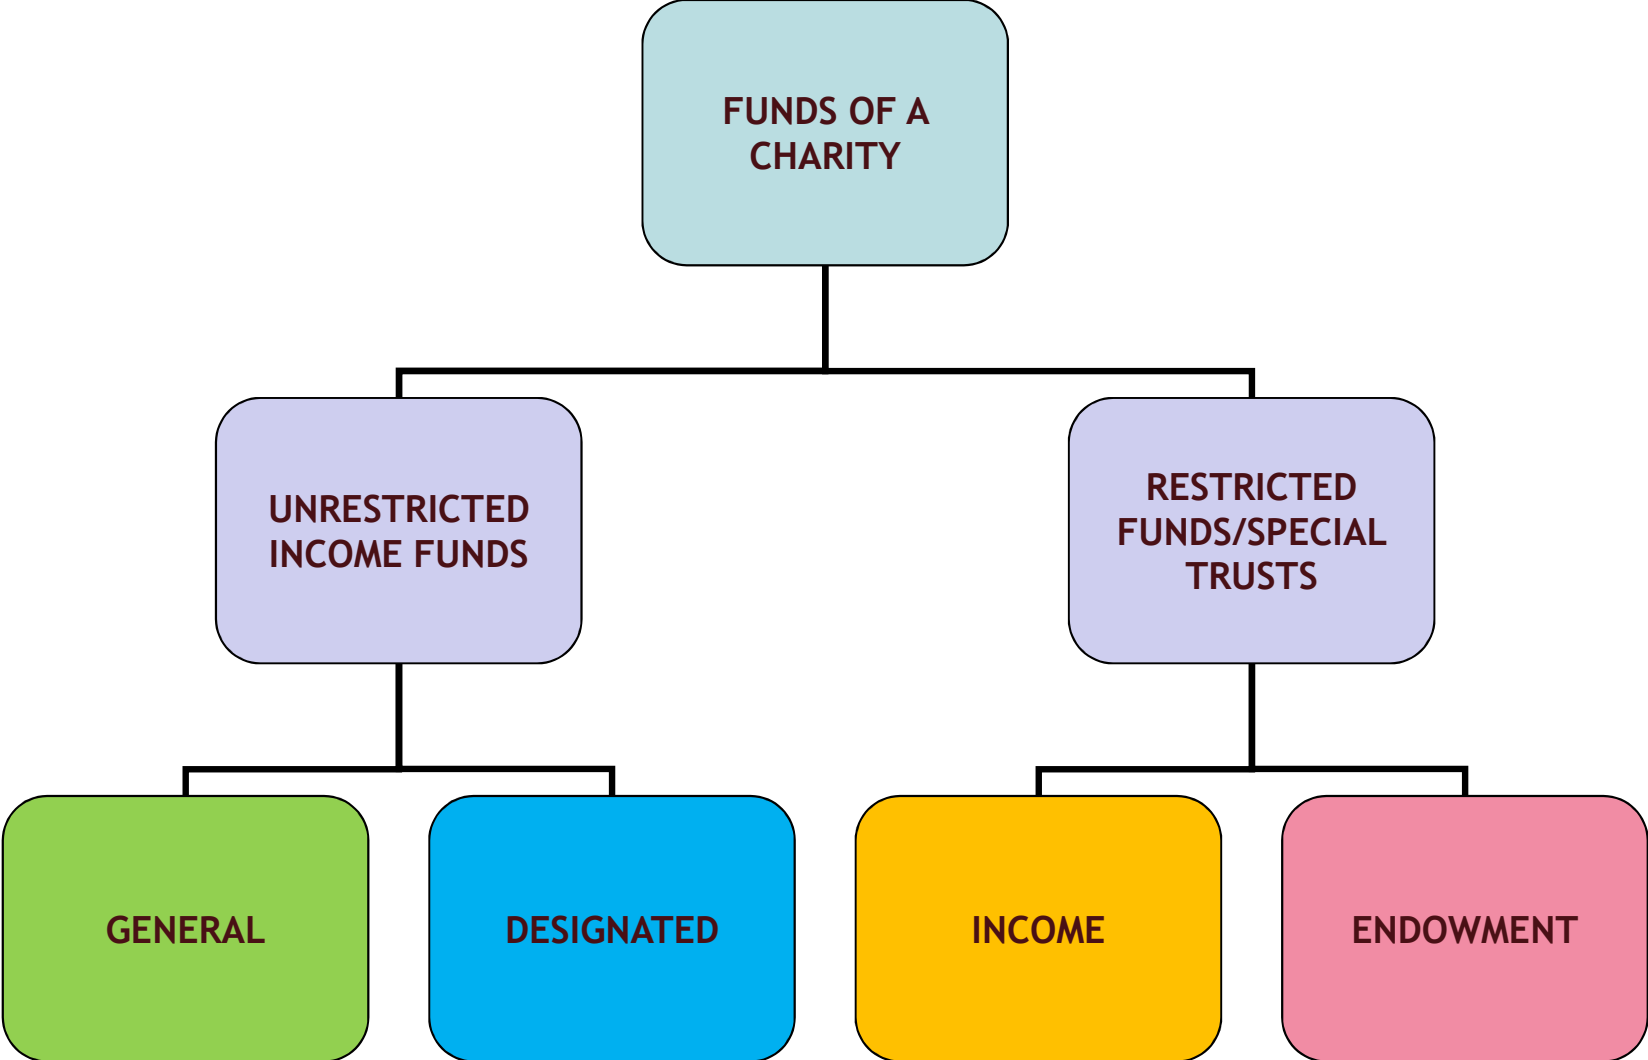 FUNDS OF A
CHARITY
UNRESTRICTED
INCOME FUNDS
RESTRICTED
FUNDS/SPECIAL
TRUSTS
GENERAL
DESIGNATED
INCOME
ENDOWMENT